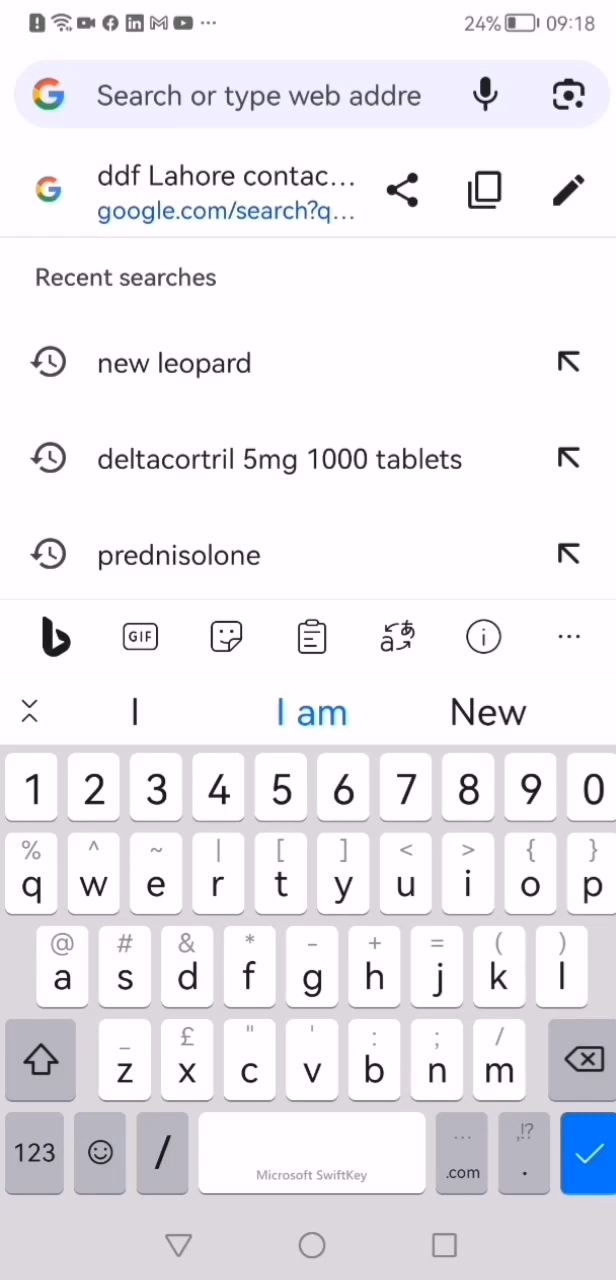 24% 09:18
Search or type web addre
ddf Lahore contac...
google.com/search?q...
Recent searches
new leopard
deltacortril 5mg 1000 tablets
prednisolone
GIF
I I am New
1 2 3 4 5 6 7 8 9 0
% ^ ~ | [ ] < > { }
q w e r t y u i o p
@ # & * - + = ( )
a s d f g h j k l
_ £ " ' : ; /
z x c v b n m
... ,!?
123 / Microsoft SwiftKey .com .